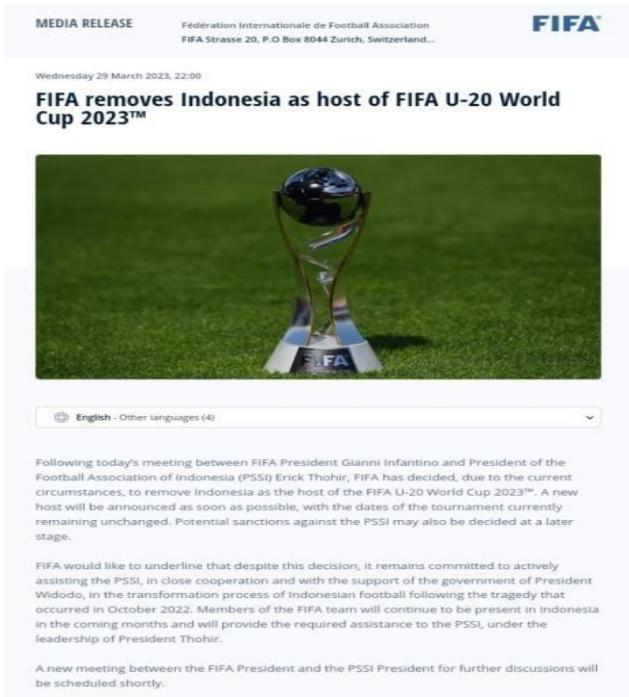 MEDIA RELEASE
Fédération Internationale de Football Association
FIFA Strasse 20, P.O Box 8044 Zurich, Switzerland...
FIFA®
Wednesday 29 March 2023, 22:00
FIFA removes Indonesia as host of FIFA U-20 World
Cup 2023™
FIFA
English - Other languages (4)
Following today's meeting between FIFA President Gianni Infantino and President of the
Football Association of Indonesia (PSSI) Erick Thohir, FIFA has decided, due to the current
circumstances, to remove Indonesia as the host of the FIFA U-20 World Cup 2023™. A new
host will be announced as soon as possible, with the dates of the tournament currently
remaining unchanged. Potential sanctions against the PSSI may also be decided at a later
stage.
FIFA would like to underline that despite this decision, it remains committed to actively
assisting the PSSI, in close cooperation and with the support of the government of President
Widodo, in the transformation process of Indonesian football following the tragedy that
occurred in October 2022. Members of the FIFA team will continue to be present in Indonesia
in the coming months and will provide the required assistance to the PSSI, under the
leadership of President Thohir.
A new meeting between the FIFA President and the PSSI President for further discussions will
be scheduled shortly.